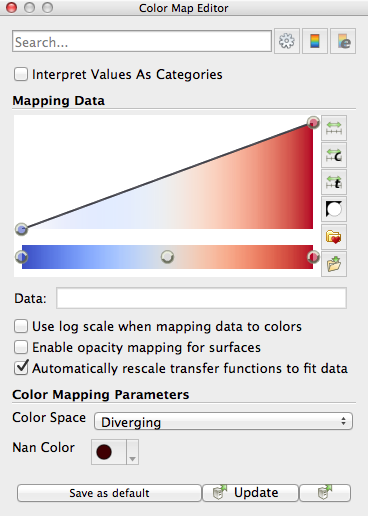 Color Map Editor
Search...
Interpret Values As Categories
Mapping Data
c
t
Data:
Use log scale when mapping data to colors
Enable opacity mapping for surfaces
Automatically rescale transfer functions to fit data
Color Mapping Parameters
Color Space Diverging
Nan Color
Save as default Update